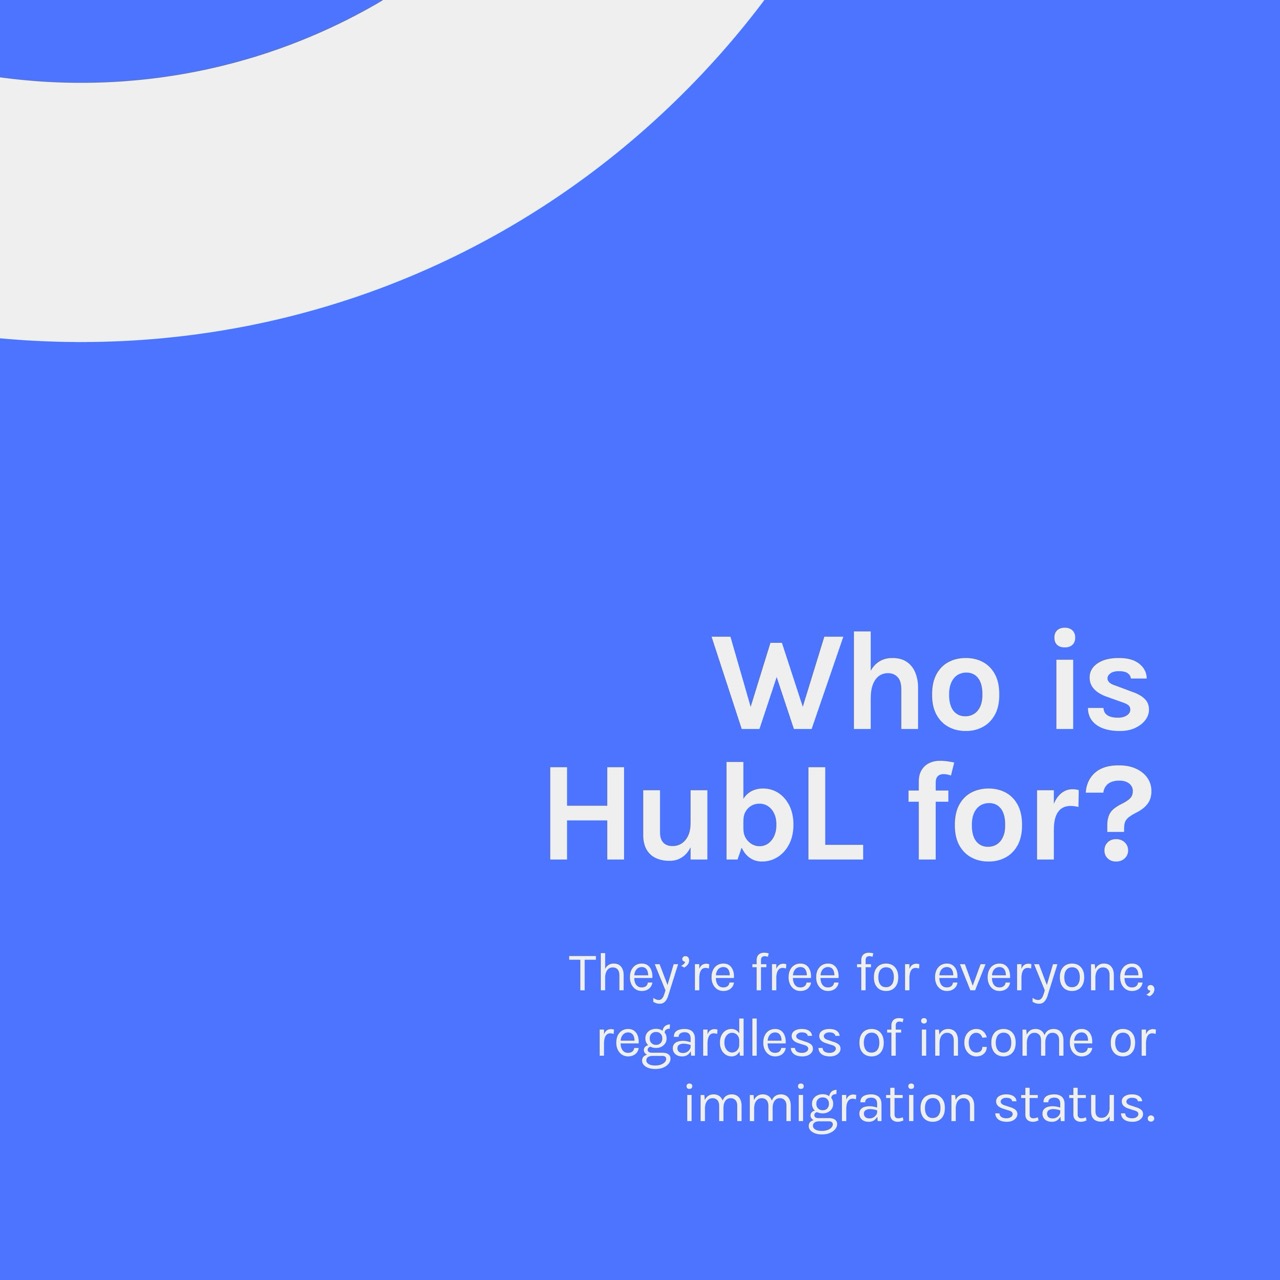 Who is
HubL for?
They’re free for everyone,
regardless of income or
immigration status.